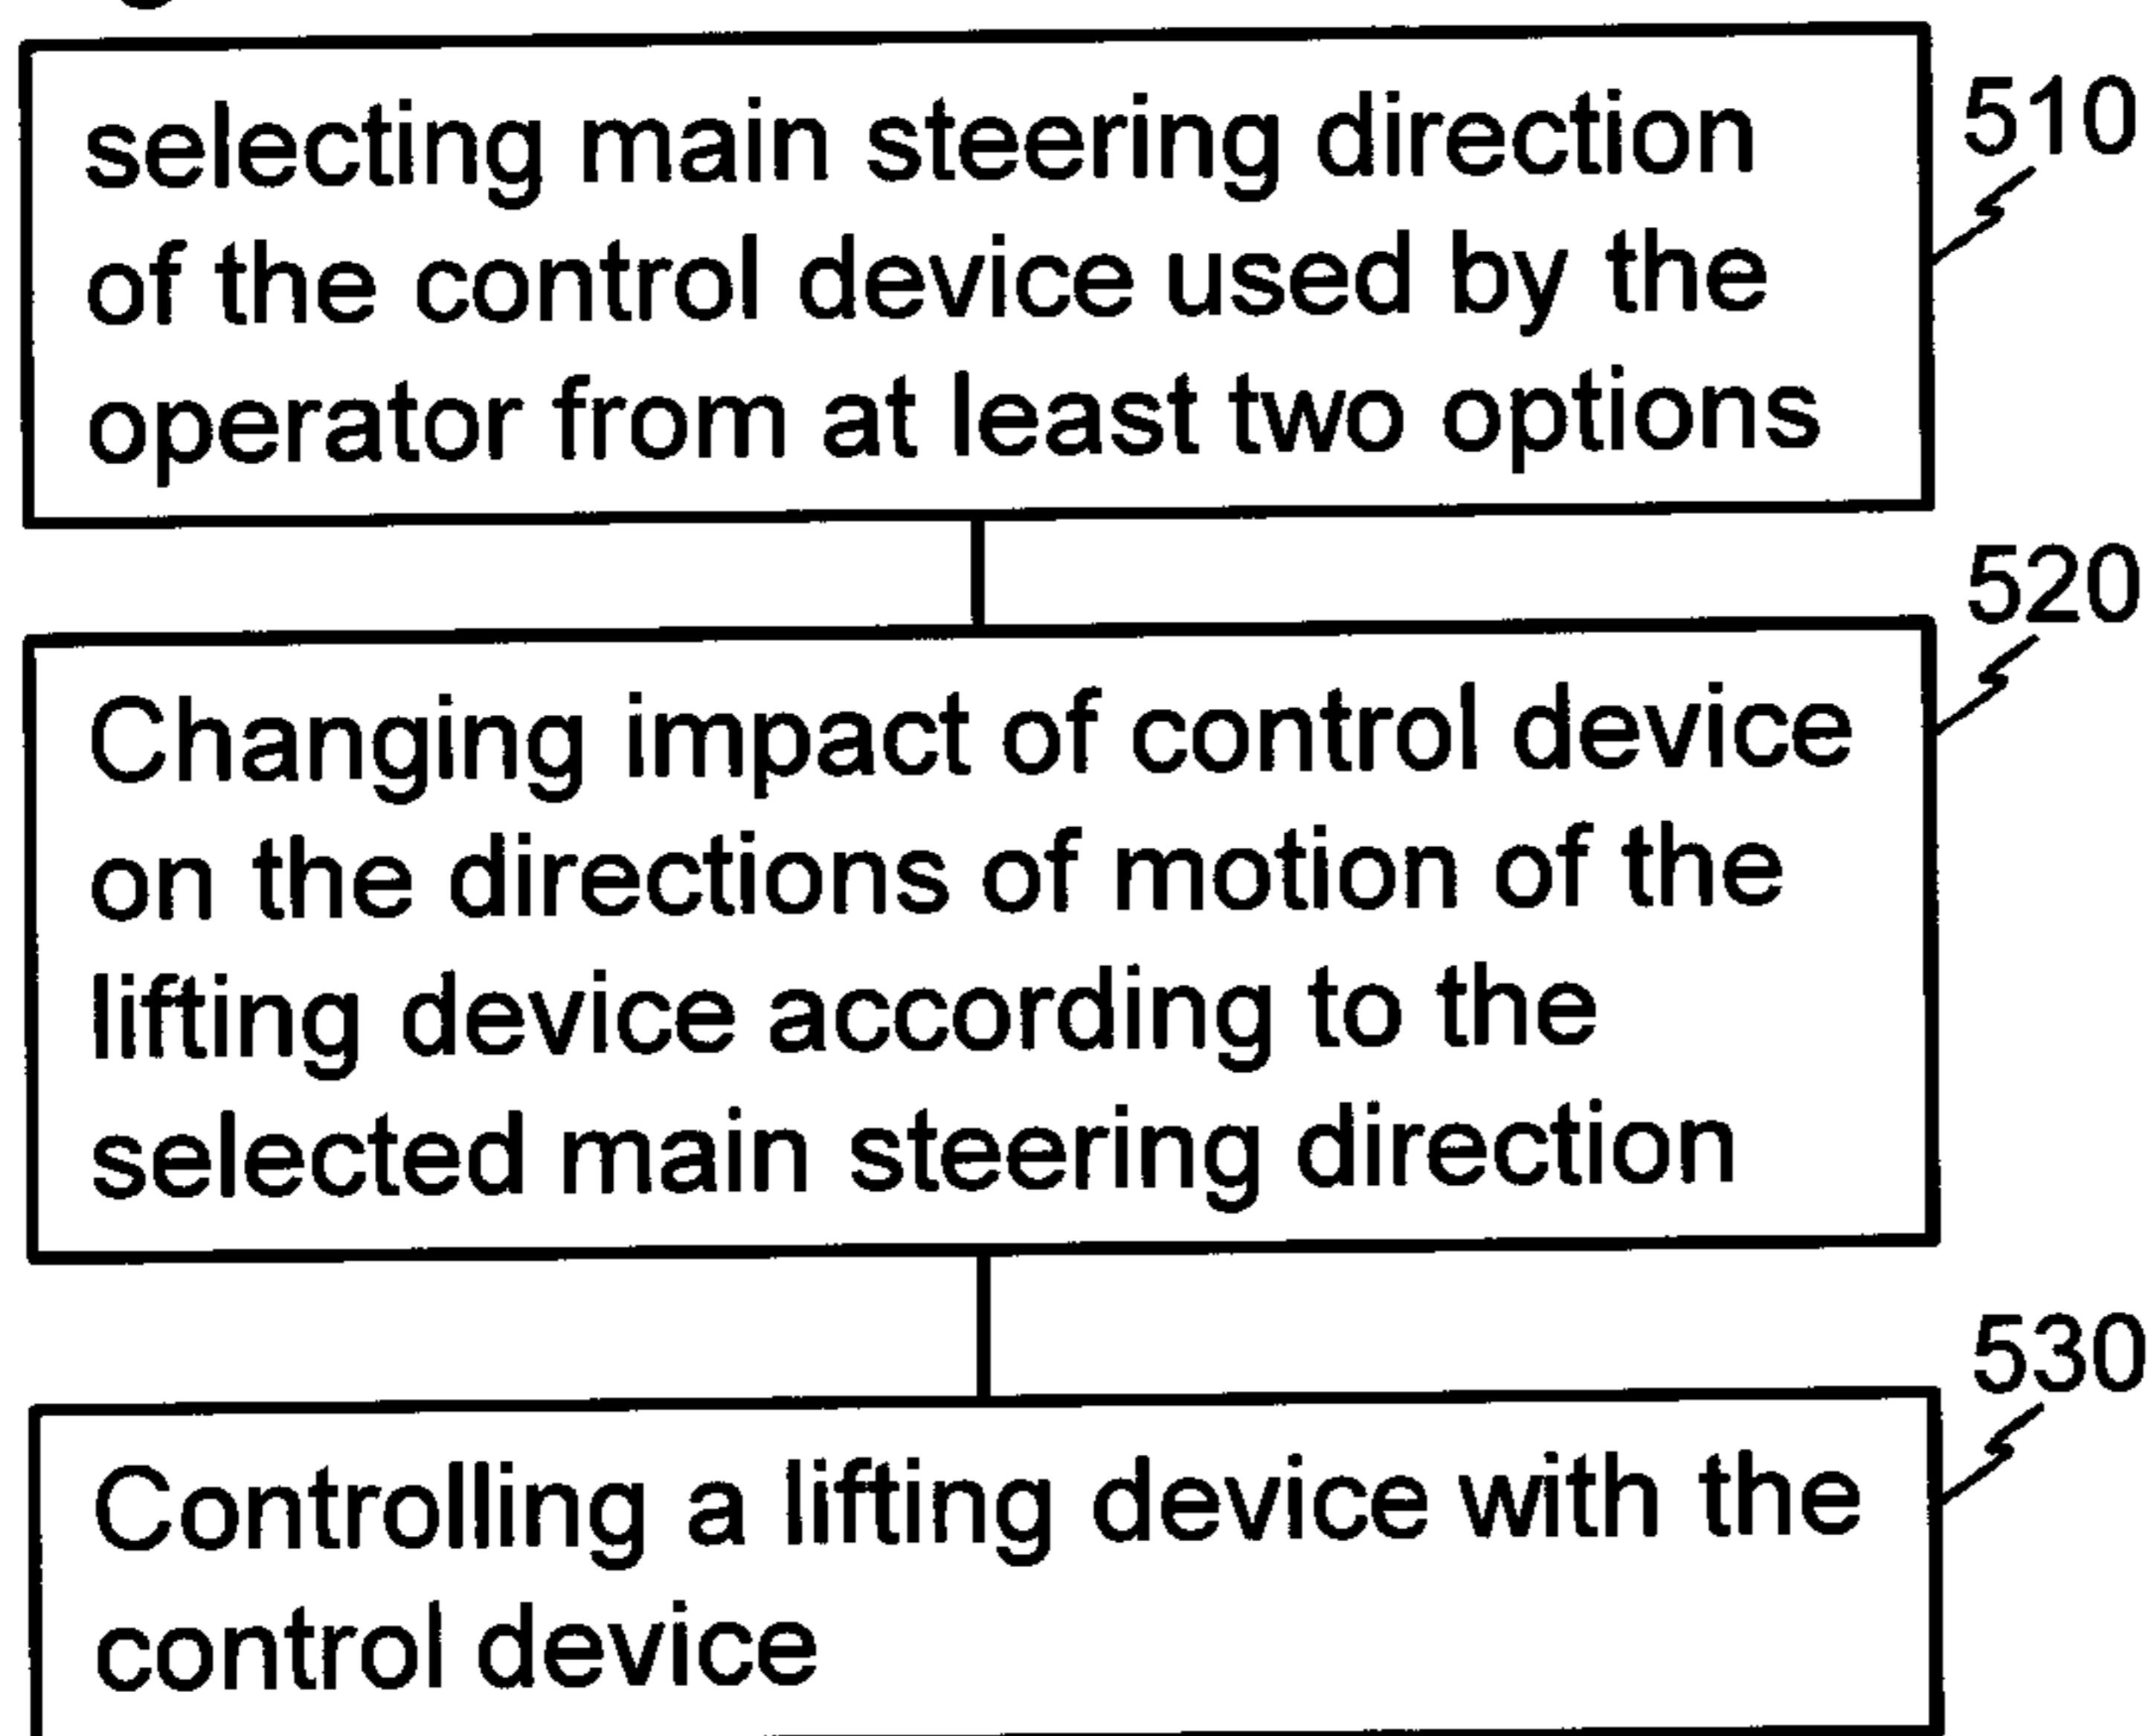 selecting main steering direction
of the control device used by the
operator from at least two options
510
520
Changing impact of control device
on the directions of motion of the
lifting device according to the
selected main steering direction
530
Controlling a lifting device with the
control device